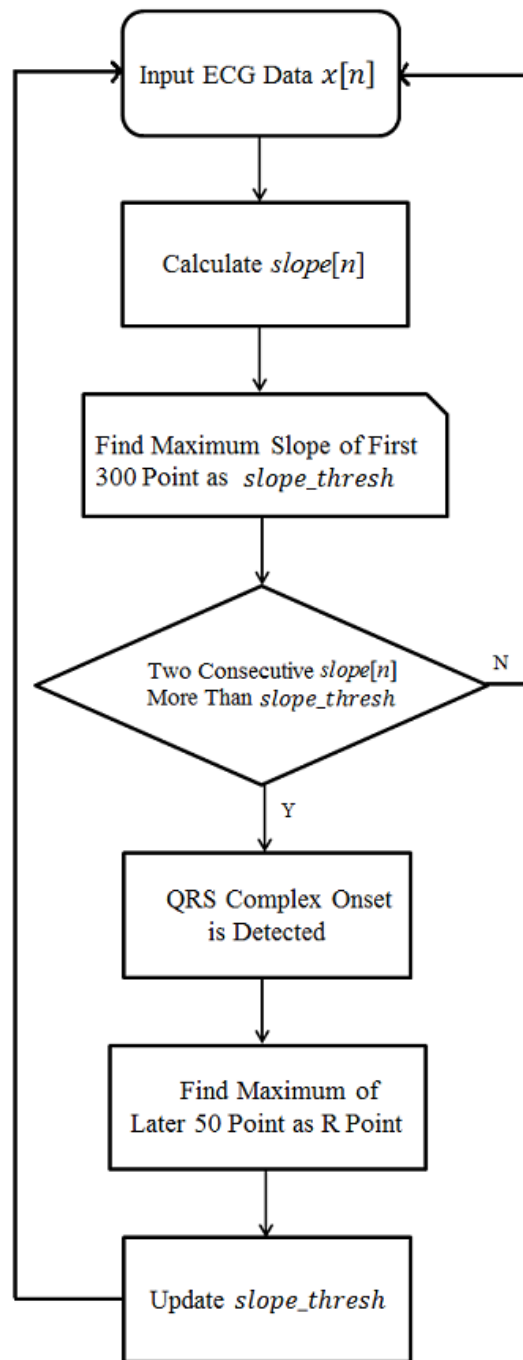 Input ECG Data x[n]
Calculate slope[n]
Find Maximum Slope of First
300 Point as slope_thresh
Two Consecutive slope[n]
More Than slope_thresh
N
Y
QRS Complex Onset
is Detected
Find Maximum of
Later 50 Point as R Point
Update slope_thresh